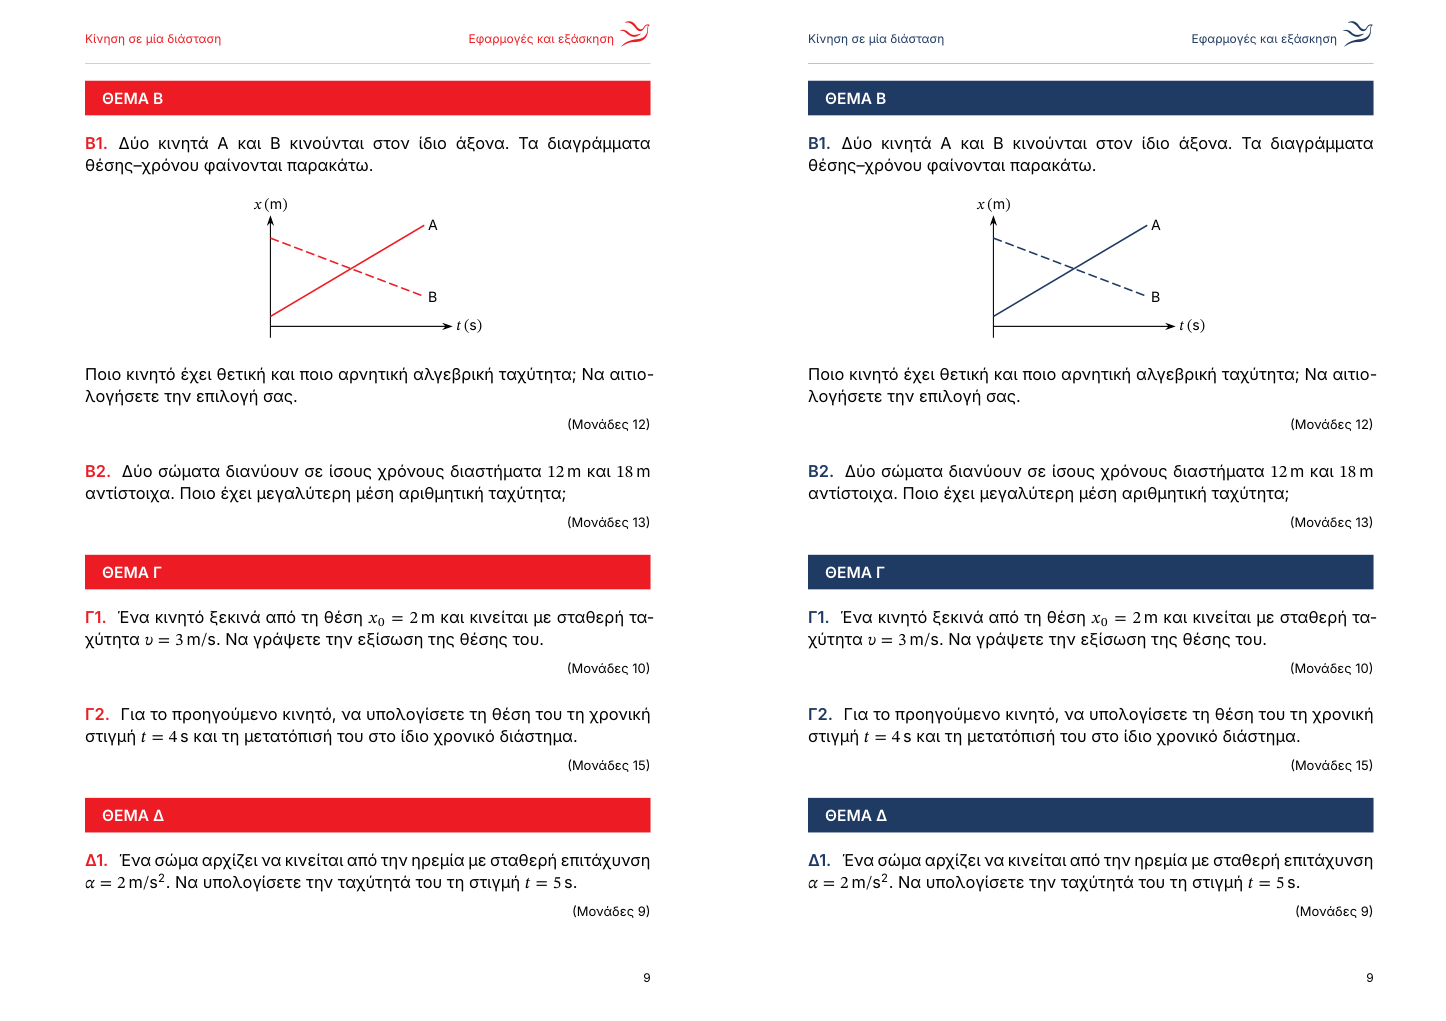 Κίνηση σε μία διάσταση
Εφαρμογές και εξάσκηση
ΘΕΜΑ Β
Β1. Δύο κινητά Α και Β κινούνται στον ίδιο άξονα. Τα διαγράμματα
θέσης–χρόνου φαίνονται παρακάτω.
x (m)
A
B
t (s)
Ποιο κινητό έχει θετική και ποιο αρνητική αλγεβρική ταχύτητα; Να αιτιο-
λογήσετε την επιλογή σας.
(Μονάδες 12)
Β2. Δύο σώματα διανύουν σε ίσους χρόνους διαστήματα 12 m και 18 m
αντίστοιχα. Ποιο έχει μεγαλύτερη μέση αριθμητική ταχύτητα;
(Μονάδες 13)
ΘΕΜΑ Γ
Γ1. Ένα κινητό ξεκινά από τη θέση x₀ = 2 m και κινείται με σταθερή τα-
χύτητα υ = 3 m/s. Να γράψετε την εξίσωση της θέσης του.
(Μονάδες 10)
Γ2. Για το προηγούμενο κινητό, να υπολογίσετε τη θέση του τη χρονική
στιγμή t = 4 s και τη μετατόπισή του στο ίδιο χρονικό διάστημα.
(Μονάδες 15)
ΘΕΜΑ Δ
Δ1. Ένα σώμα αρχίζει να κινείται από την ηρεμία με σταθερή επιτάχυνση
α = 2 m/s². Να υπολογίσετε την ταχύτητά του τη στιγμή t = 5 s.
(Μονάδες 9)
9
Κίνηση σε μία διάσταση
Εφαρμογές και εξάσκηση
ΘΕΜΑ Β
Β1. Δύο κινητά Α και Β κινούνται στον ίδιο άξονα. Τα διαγράμματα
θέσης–χρόνου φαίνονται παρακάτω.
x (m)
A
B
t (s)
Ποιο κινητό έχει θετική και ποιο αρνητική αλγεβρική ταχύτητα; Να αιτιο-
λογήσετε την επιλογή σας.
(Μονάδες 12)
Β2. Δύο σώματα διανύουν σε ίσους χρόνους διαστήματα 12 m και 18 m
αντίστοιχα. Ποιο έχει μεγαλύτερη μέση αριθμητική ταχύτητα;
(Μονάδες 13)
ΘΕΜΑ Γ
Γ1. Ένα κινητό ξεκινά από τη θέση x₀ = 2 m και κινείται με σταθερή τα-
χύτητα υ = 3 m/s. Να γράψετε την εξίσωση της θέσης του.
(Μονάδες 10)
Γ2. Για το προηγούμενο κινητό, να υπολογίσετε τη θέση του τη χρονική
στιγμή t = 4 s και τη μετατόπισή του στο ίδιο χρονικό διάστημα.
(Μονάδες 15)
ΘΕΜΑ Δ
Δ1. Ένα σώμα αρχίζει να κινείται από την ηρεμία με σταθερή επιτάχυνση
α = 2 m/s². Να υπολογίσετε την ταχύτητά του τη στιγμή t = 5 s.
(Μονάδες 9)
9